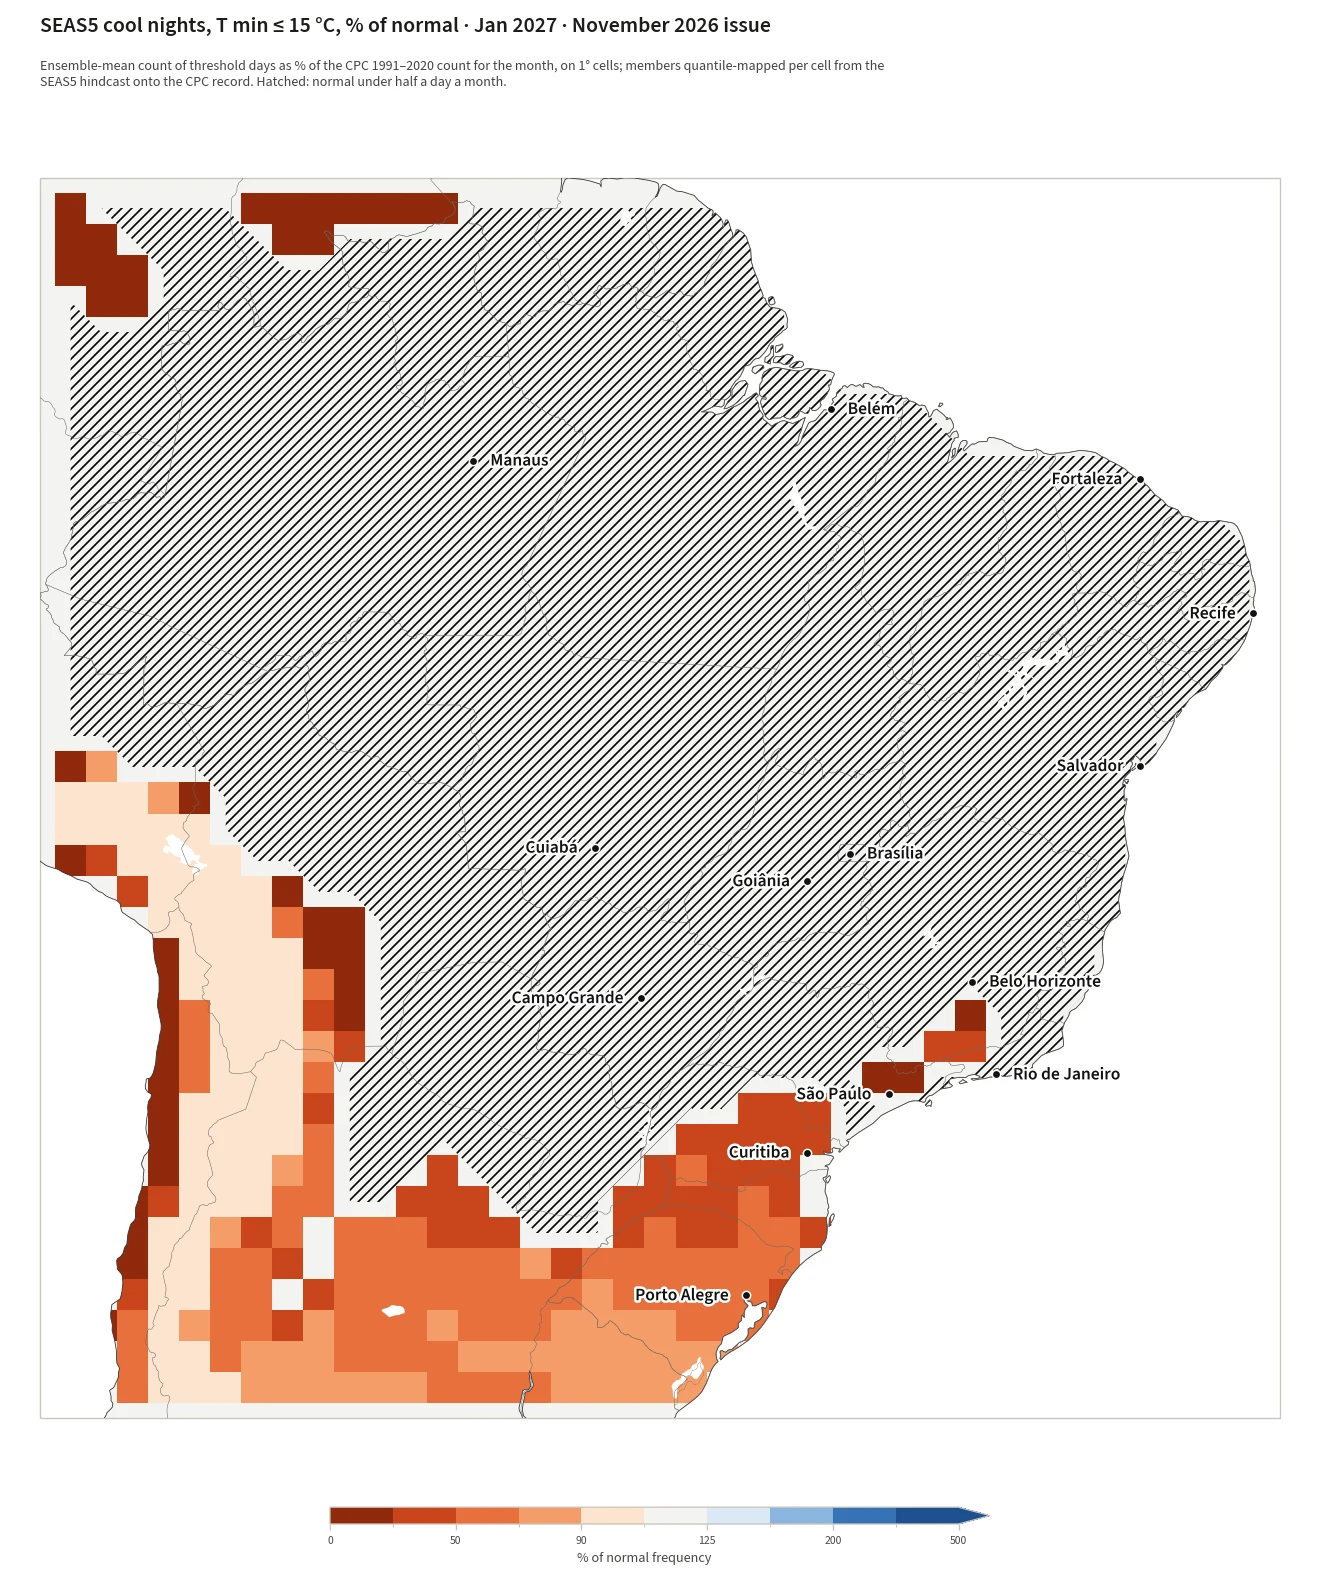 SEAS5 cool nights, T min ≤ 15 °C, % of normal · Jan 2027 · November 2026 issue
Ensemble-mean count of threshold days as % of the CPC 1991–2020 count for the month, on 1° cells; members quantile-mapped per cell from the
SEAS5 hindcast onto the CPC record. Hatched: normal under half a day a month.
Belém
Manaus
Fortaleza
Recife
Salvador
Cuiabá
Brasília
Goiânia
Belo Horizonte
Campo Grande
Rio de Janeiro
São Paulo
Curitiba
Porto Alegre
0 50 90 125 200 500
% of normal frequency